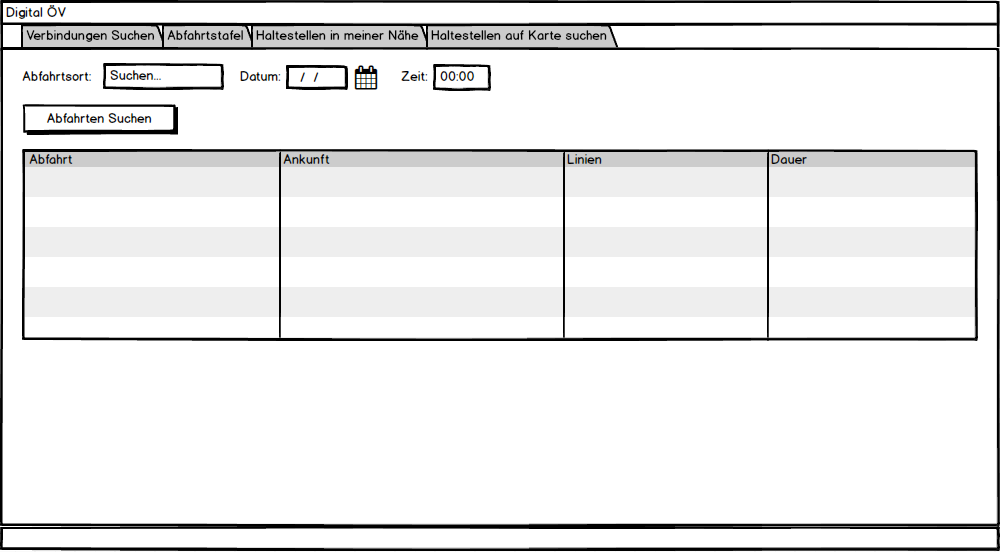 Digital ÖV
Verbindungen Suchen Abfahrtstafel Haltestellen in meiner Nähe Haltestellen auf Karte suchen
Abfahrtsort: Suchen... Datum: / / Zeit: 00:00
Abfahrten Suchen
Abfahrt Ankunft Linien Dauer